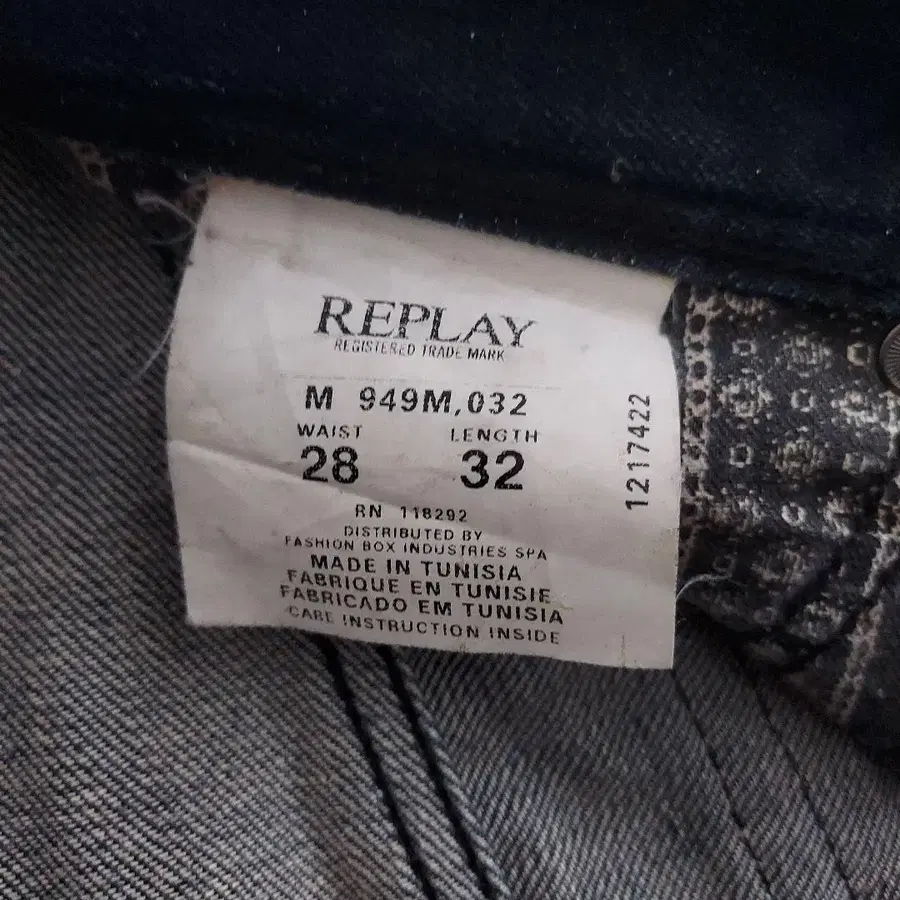 REPLAY
REGISTERED TRADE MARK
M 949M,032
WAIST LENGTH
28 32
RN 118292
DISTRIBUTED BY
FASHION BOX INDUSTRIES SPA
MADE IN TUNISIA
FABRIQUE EN TUNISIE
FABRICADO EM TUNISIA
CARE INSTRUCTION INSIDE
1217422